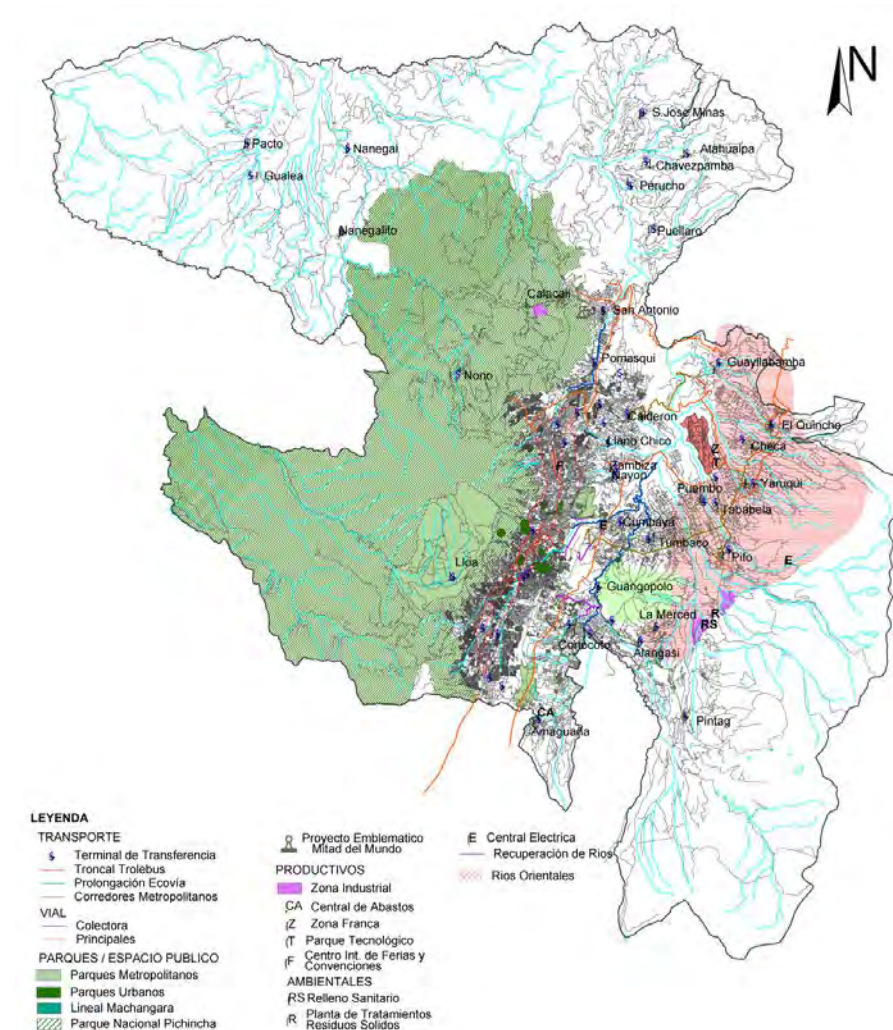 N
S.Jose Minas
Pacto
Nanegal
Atahualpa
Chavezpamba
Gualea
Perucho
Nanegalito
Puellaro
Calacali
San Antonio
Pomasqui
Guayllabamba
Nono
Calderon
El Quinche
Llano Chico
Checa
Z
T
F
Zambiza
Nayon
Yaruqui
Puembo
Tababela
E
Cumbaya
Tumbaco
Pifo
E
Lloa
Guangopolo
La Merced
R
RS
Conocoto
Alangasi
CA
Pintag
Amaguaña
LEYENDA
TRANSPORTE
Terminal de Transferencia
Troncal Trolebus
Prolongación Ecovía
Corredores Metropolitanos
VIAL
Colectora
Principales
PARQUES / ESPACIO PUBLICO
Parques Metropolitanos
Parques Urbanos
Lineal Machangara
Parque Nacional Pichincha
Proyecto Emblematico
Mitad del Mundo
PRODUCTIVOS
Zona Industrial
CA Central de Abastos
Z Zona Franca
T Parque Tecnológico
F Centro Int. de Ferias y
Convenciones
AMBIENTALES
RS Relleno Sanitario
R Planta de Tratamientos
Residuos Solidos
E Central Electrica
Recuperación de Rios
Rios Orientales